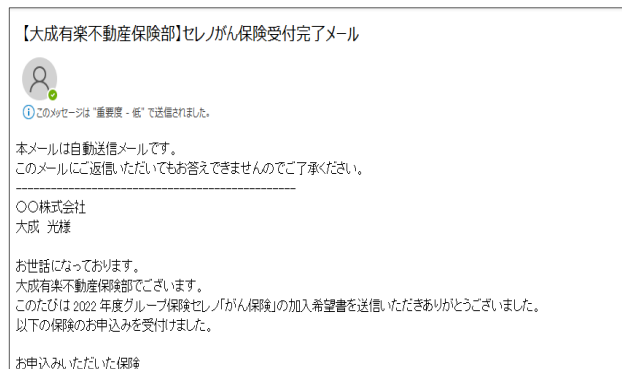 【大成有楽不動産保険部】セレノがん保険受付完了メール
このメッセージは "重要度 - 低" で送信されました。
本メールは自動送信メールです。
このメールにご返信いただいてもお答えできませんのでご了承ください。
------------------------------------------------
〇〇株式会社
大成 光様
お世話になっております。
大成有楽不動産保険部でございます。
このたびは 2022 年度グループ保険セレノ「がん保険」の加入希望書を送信いただきありがとうございました。
以下の保険のお申込みを受付けました。
お申込みいただいた保険